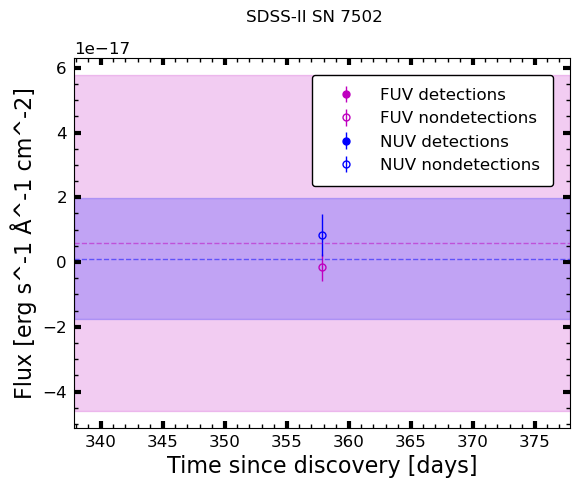 SDSS-II SN 7502
1e−17
6
4
2
0
−2
−4
Flux [erg s^-1 Å^-1 cm^-2]
FUV detections
FUV nondetections
NUV detections
NUV nondetections
340 345 350 355 360 365 370 375
Time since discovery [days]